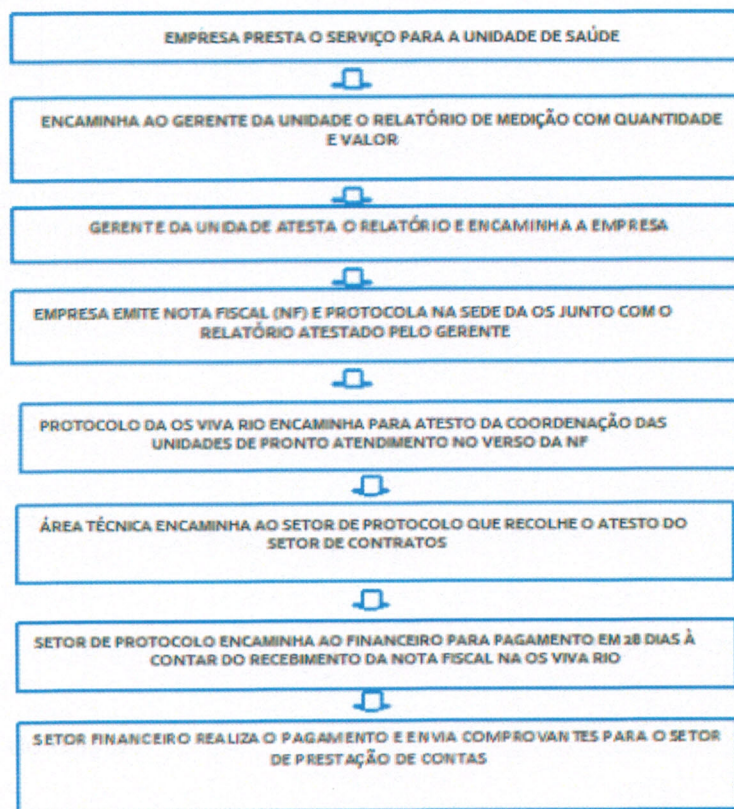 EMPRESA PRESTA O SERVIÇO PARA A UNIDADE DE SAÚDE
ENCAMINHA AO GERENTE DA UNIDADE O RELATÓRIO DE MEDIÇÃO COM QUANTIDADE
E VALOR
GERENTE DA UNIDADE ATESTA O RELATÓRIO E ENCAMINHA A EMPRESA
EMPRESA EMITE NOTA FISCAL (NF) E PROTOCOLA NA SEDE DA OS JUNTO COM O
RELATÓRIO ATESTADO PELO GERENTE
PROTOCOLO DA OS VIVA RIO ENCAMINHA PARA ATESTO DA COORDENAÇÃO DAS
UNIDADES DE PRONTO ATENDIMENTO NO VERSO DA NF
ÁREA TÉCNICA ENCAMINHA AO SETOR DE PROTOCOLO QUE RECOLHE O ATESTO DO
SETOR DE CONTRATOS
SETOR DE PROTOCOLO ENCAMINHA AO FINANCEIRO PARA PAGAMENTO EM 28 DIAS À
CONTAR DO RECEBIMENTO DA NOTA FISCAL NA OS VIVA RIO
SETOR FINANCEIRO REALIZA O PAGAMENTO E ENVIA COMPROVANTES PARA O SETOR
DE PRESTAÇÃO DE CONTAS